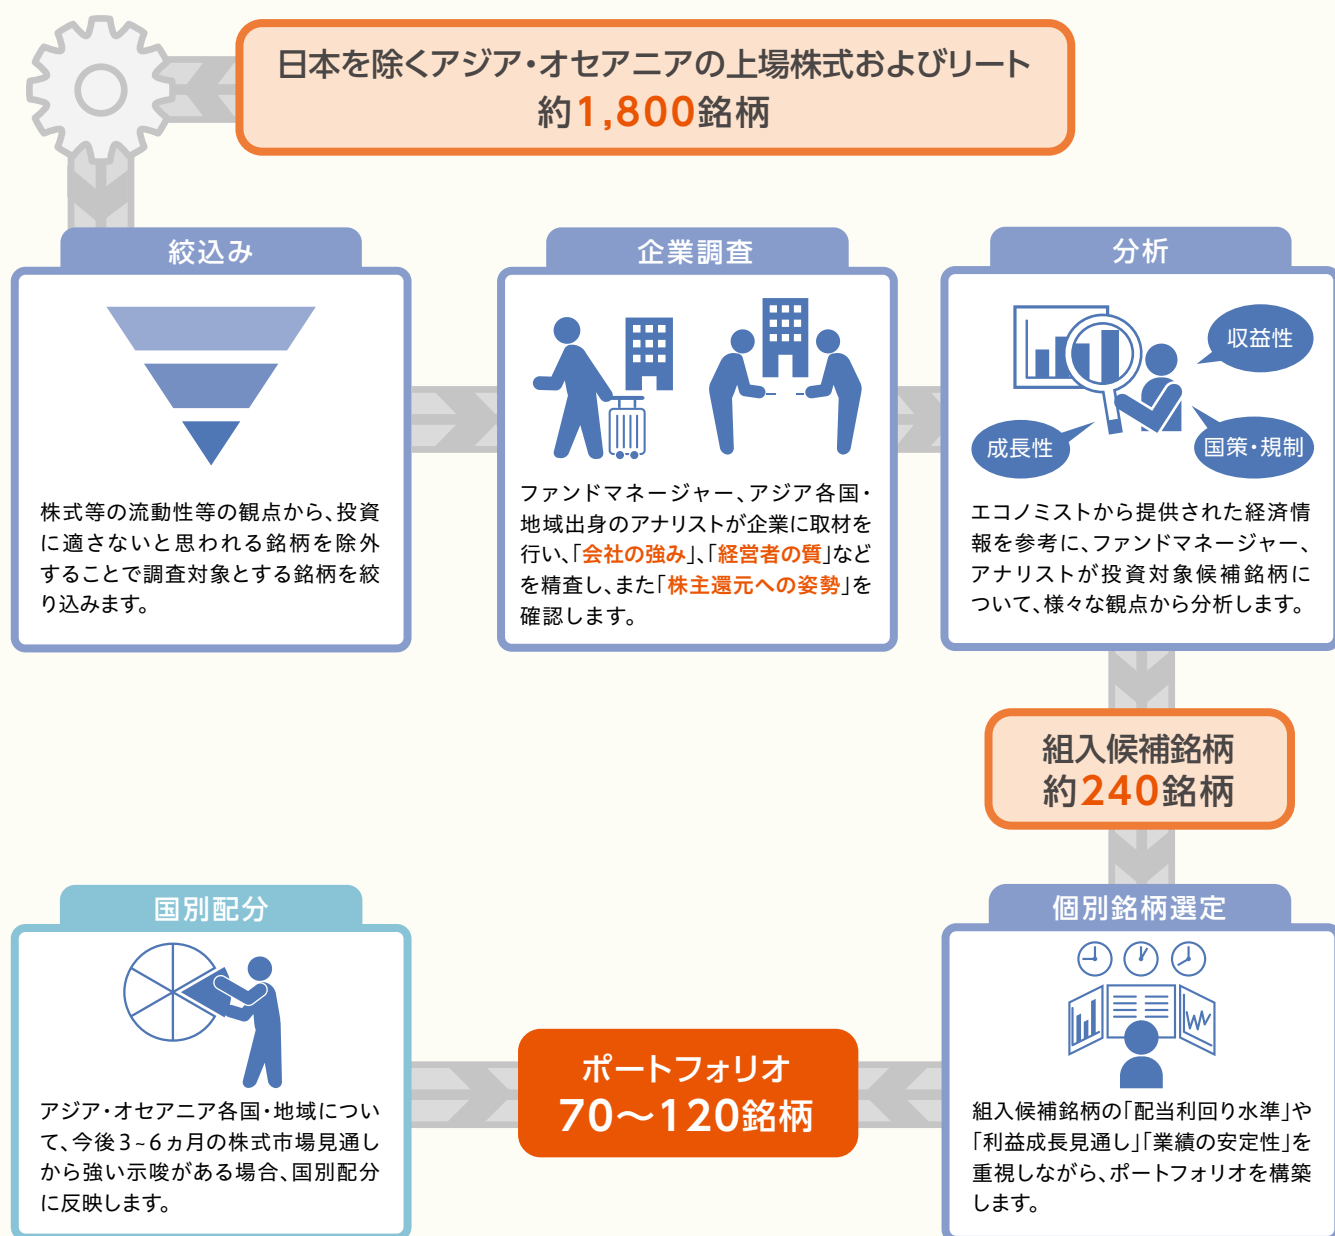 日本を除くアジア・オセアニアの上場株式およびリート
約1,800銘柄
絞込み
株式等の流動性等の観点から、投資
に適さないと思われる銘柄を除外
することで調査対象とする銘柄を絞
り込みます。
企業調査
ファンドマネージャー、アジア各国・
地域出身のアナリストが企業に取材を
行い、「会社の強み」、「経営者の質」など
を精査し、また「株主還元への姿勢」を
確認します。
分析
収益性
成長性
国策・規制
エコノミストから提供された経済情
報を参考に、ファンドマネージャー、
アナリストが投資対象候補銘柄に
ついて、様々な観点から分析します。
組入候補銘柄
約240銘柄
個別銘柄選定
組入候補銘柄の「配当利回り水準」や
「利益成長見通し」「業績の安定性」を
重視しながら、ポートフォリオを構築
します。
ポートフォリオ
70〜120銘柄
国別配分
アジア・オセアニア各国・地域につい
て、今後3~6ヵ月の株式市場見通し
から強い示唆がある場合、国別配分
に反映します。